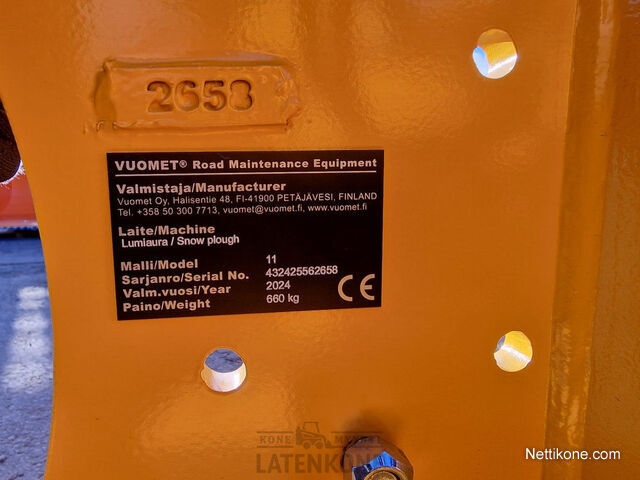 2658
VUOMET® Road Maintenance Equipment
Valmistaja/Manufacturer
Vuomet Oy, Halisentie 48, FI-41900 PETÄJÄVESI, FINLAND
Tel. +358 50 300 7713, vuomet@vuomet.fi, www.vuomet.fi
Laite/Machine
Lumiaura / Snow plough
Malli/Model 11
Sarjanro/Serial No. 432425562658
Valm.vuosi/Year 2024
Paino/Weight 660 kg
CE
KONE
LATENKONE
Nettikone.com